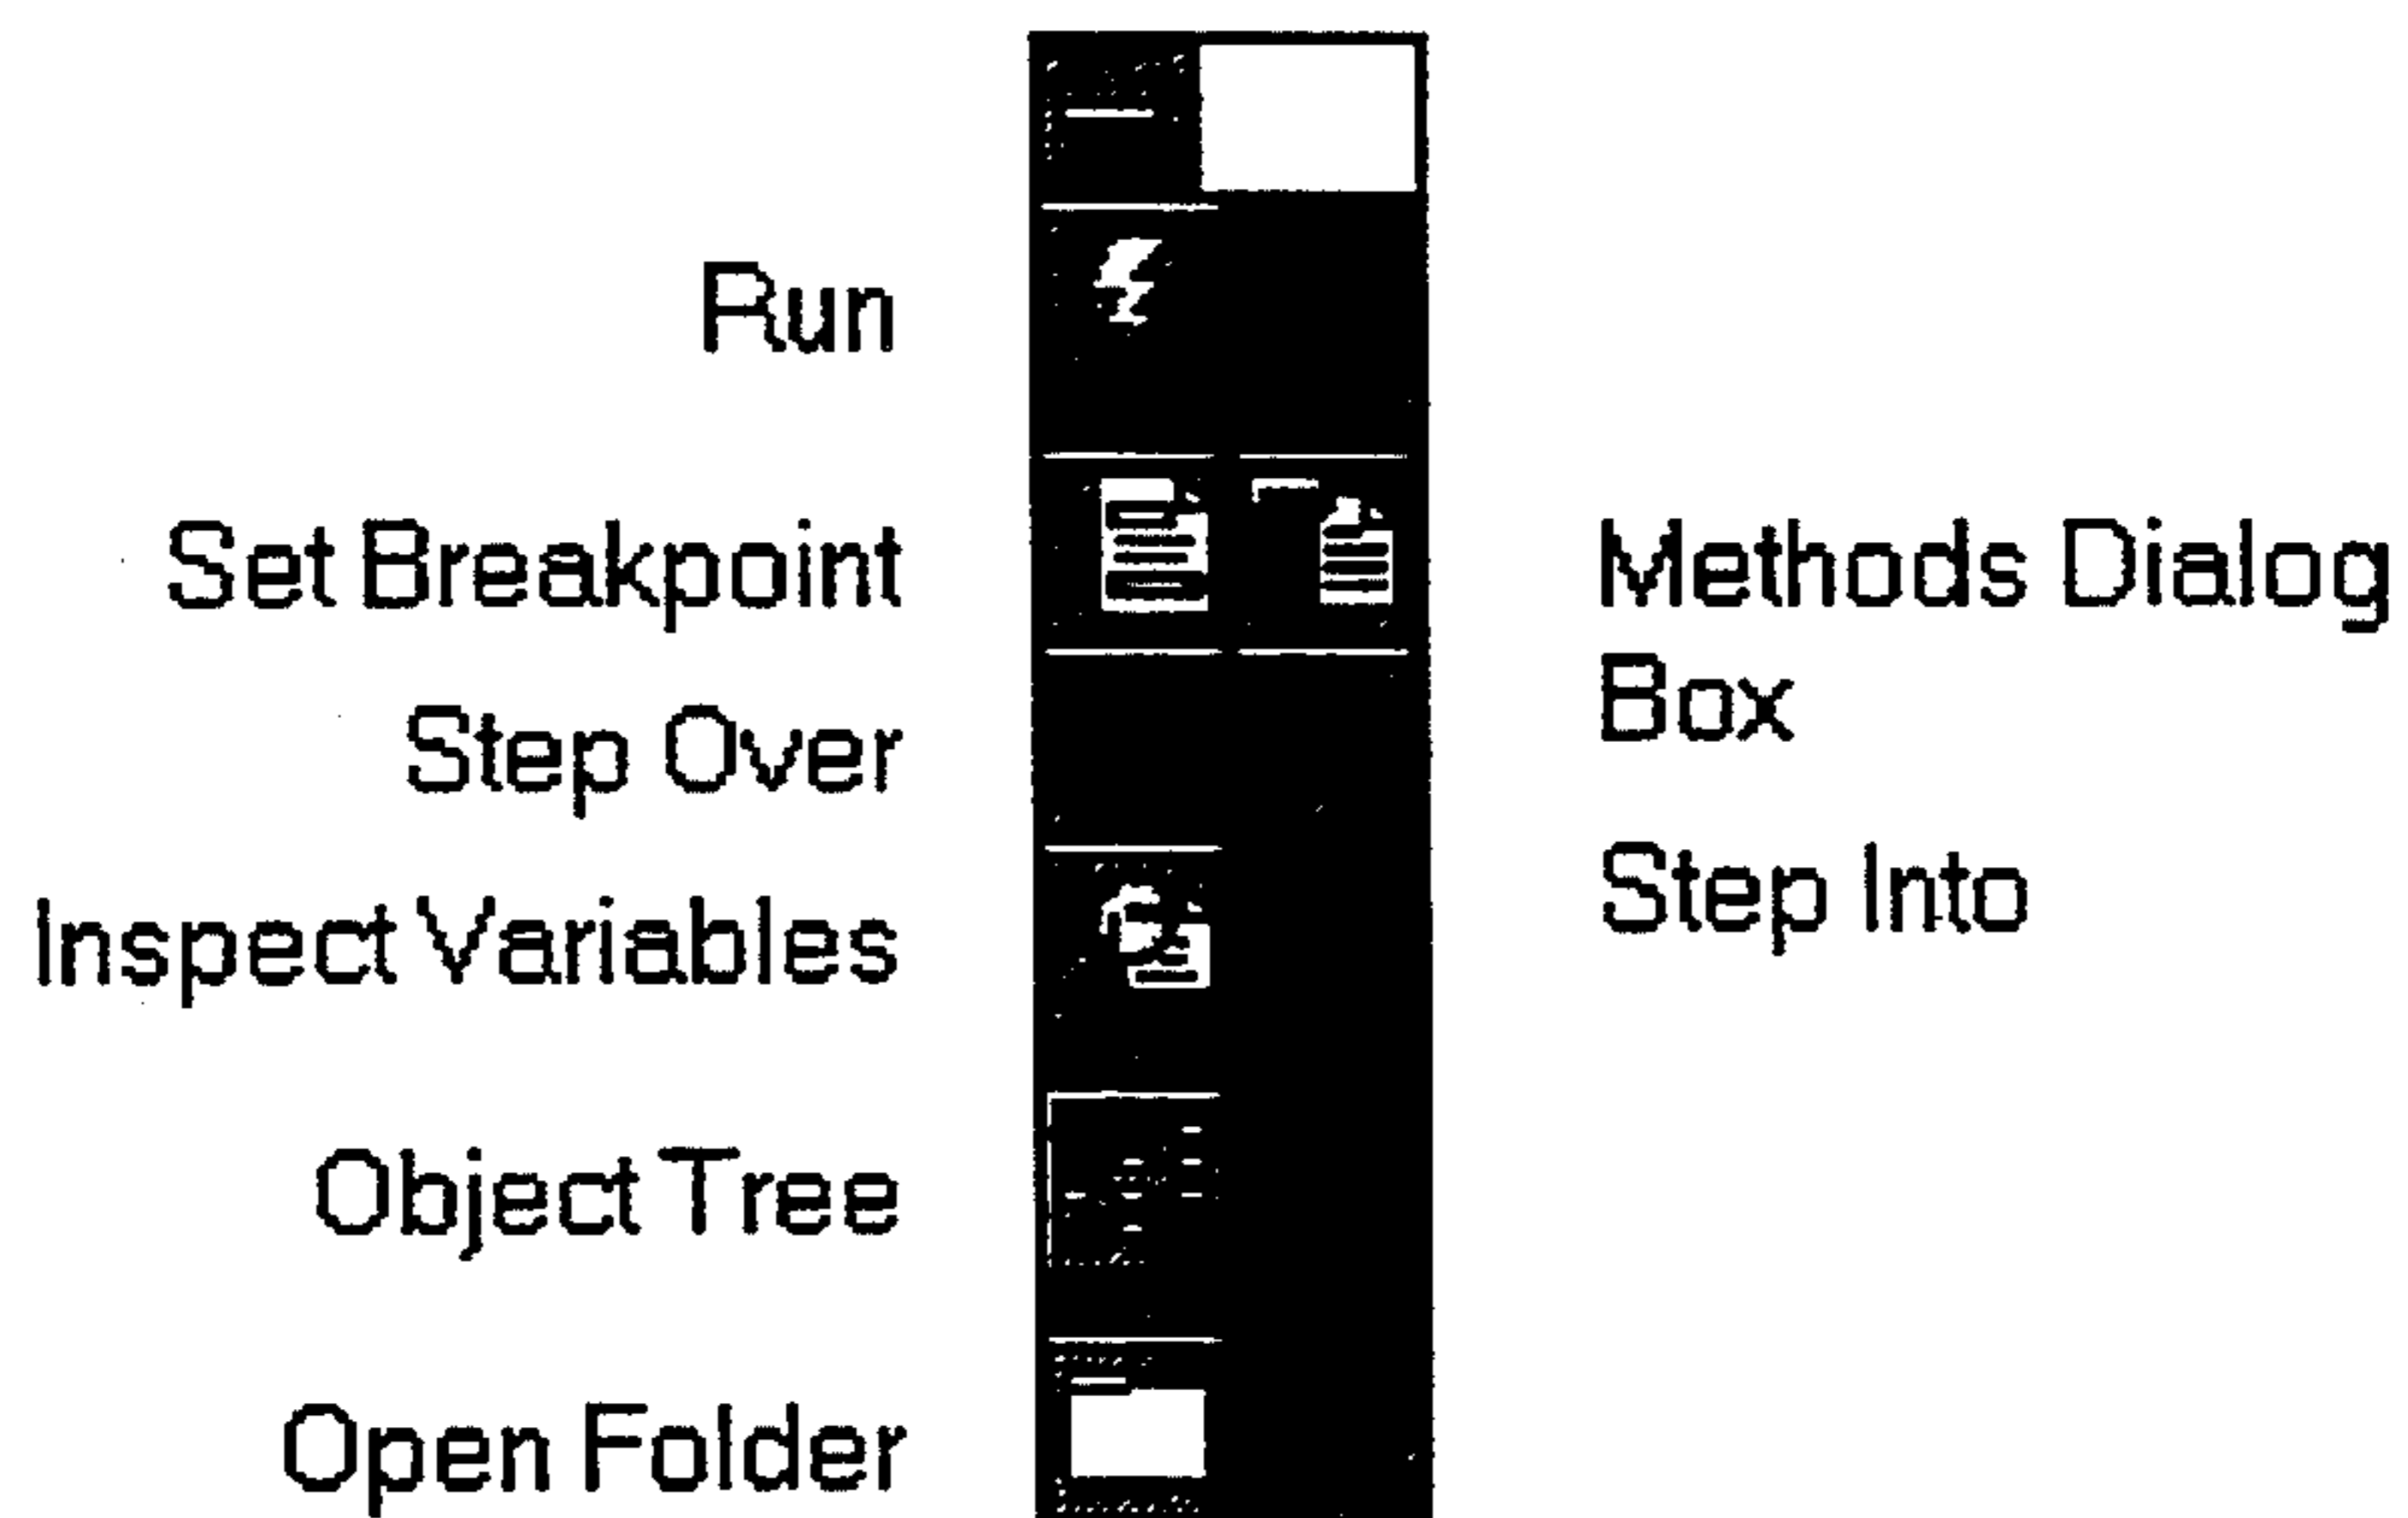 Run
Set Breakpoint
Methods Dialog
Box
Step Over
Step Into
Inspect Variables
Object Tree
Open Folder